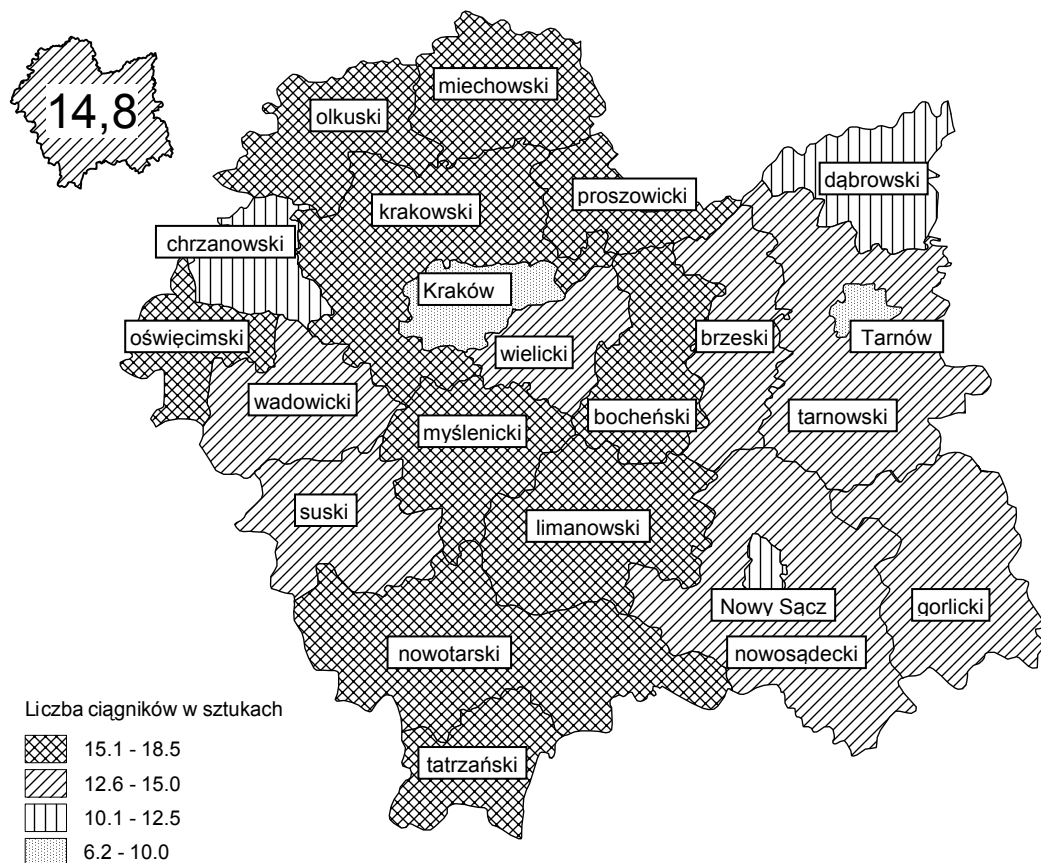 miechowski
14,8
olkuski
dąbrowski
proszowicki
krakowski
chrzanowski
Kraków
oświęcimski
wielicki
brzeski
Tarnów
wadowicki
bocheński
tarnowski
myślenicki
suski
limanowski
Nowy Sącz
gorlicki
nowotarski
nowosądecki
Liczba ciągników w sztukach
15.1 - 18.5
tatrzański
12.6 - 15.0
10.1 - 12.5
6.2 - 10.0